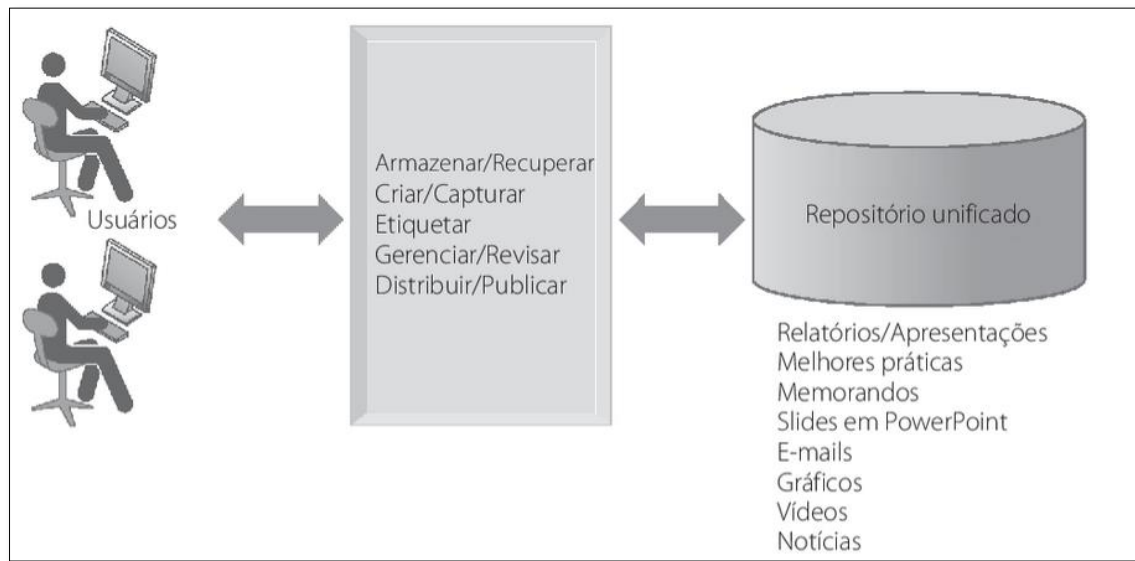 Usuários
Armazenar/Recuperar
Criar/Capturar
Etiquetar
Gerenciar/Revisar
Distribuir/Publicar
Repositório unificado
Relatórios/Apresentações
Melhores práticas
Memorandos
Slides em PowerPoint
E-mails
Gráficos
Vídeos
Notícias